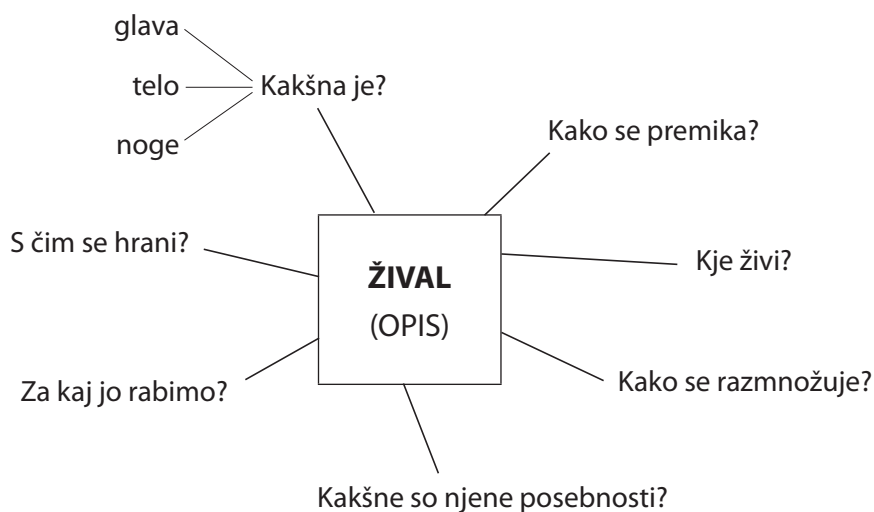 glava
telo
noge
Kakšna je?
Kako se premika?
S čim se hrani?
Kje živi?
ŽIVAL
(OPIS)
Za kaj jo rabimo?
Kako se razmnožuje?
Kakšne so njene posebnosti?